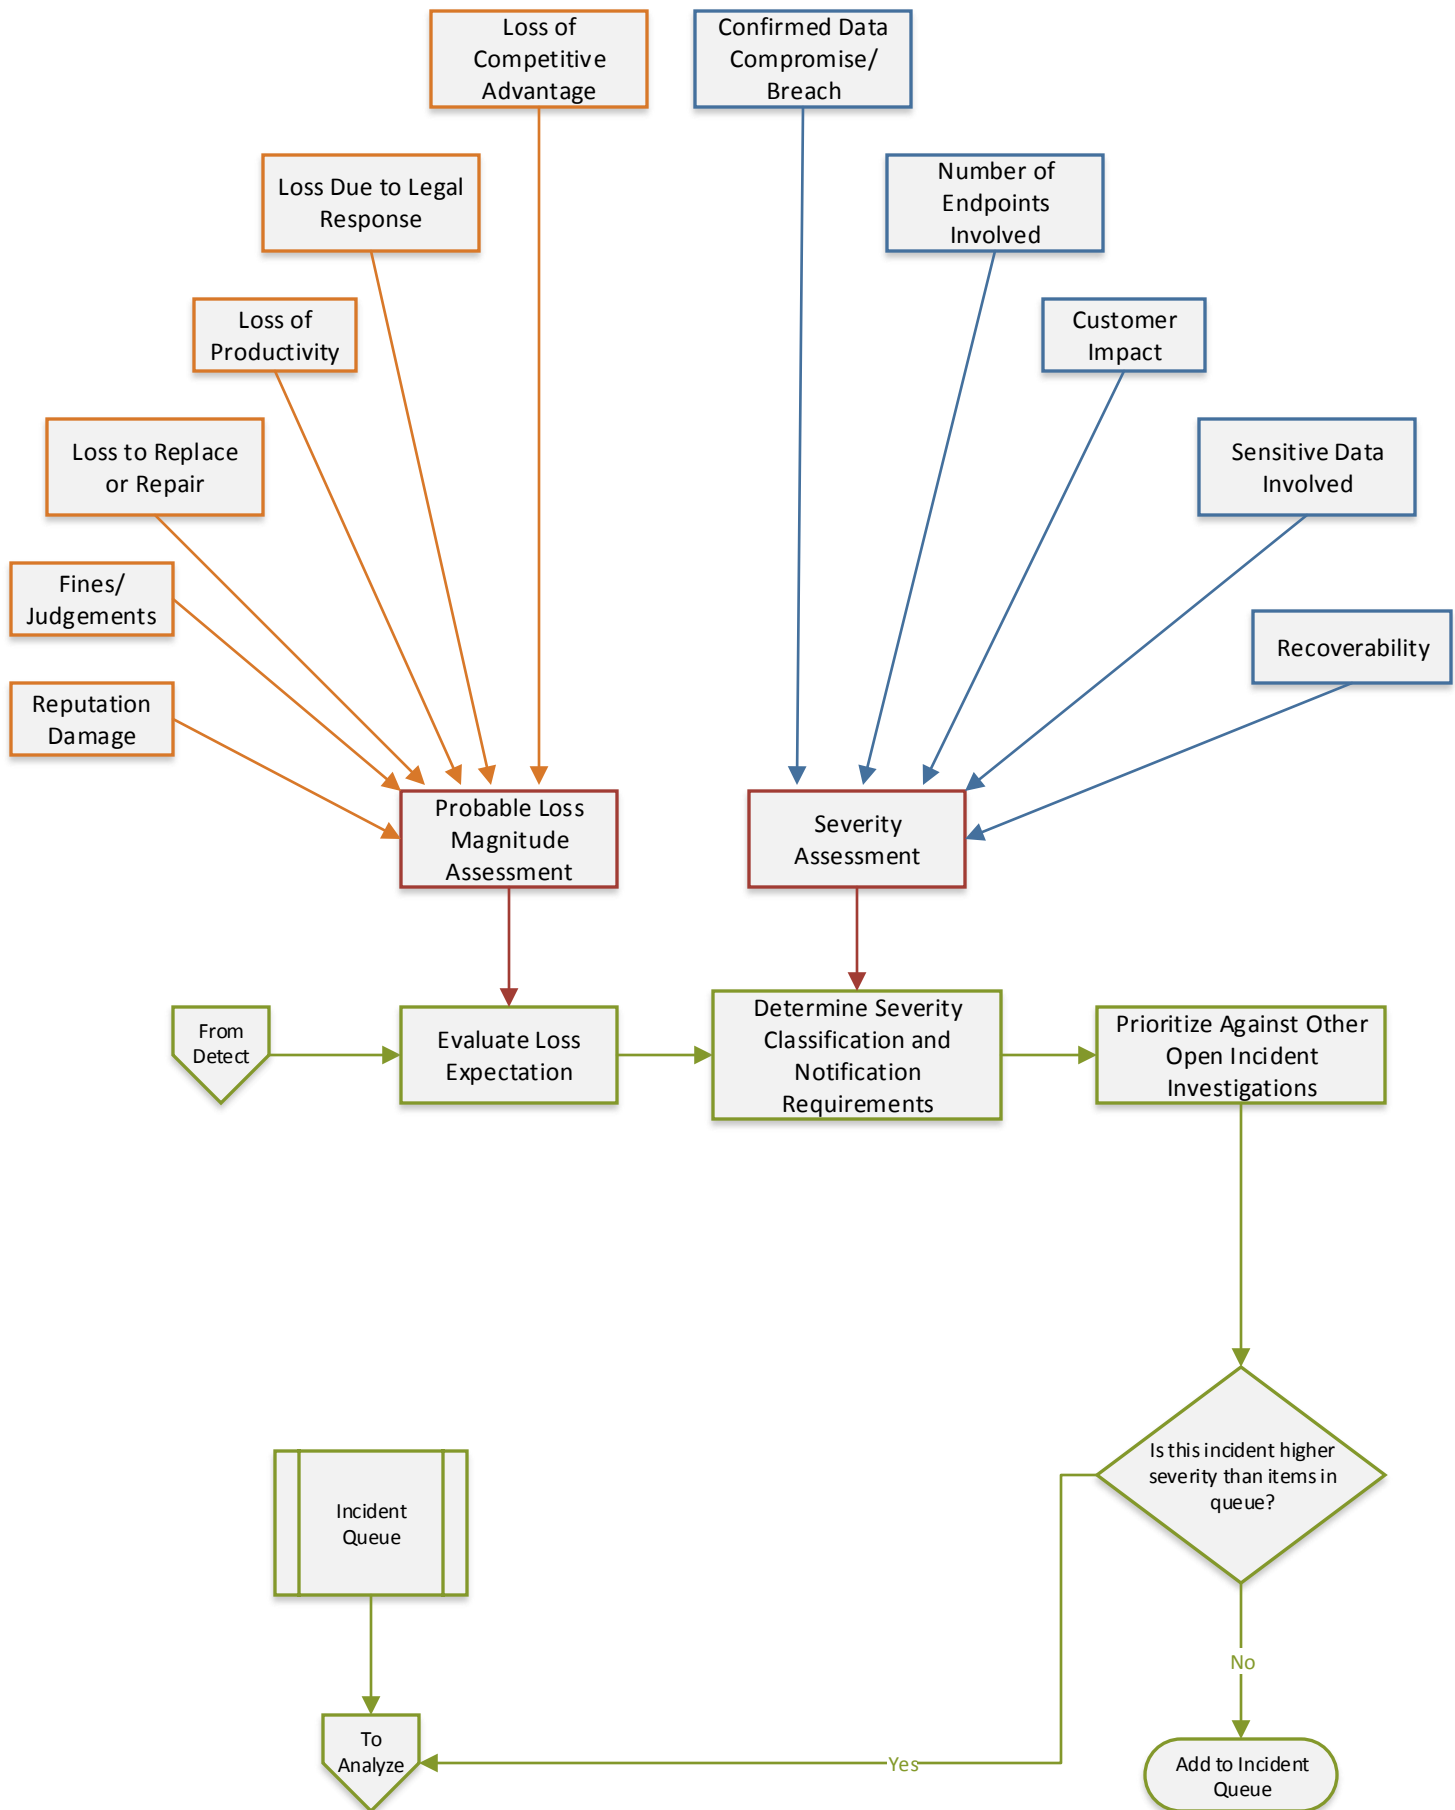 Loss of
Competitive
Advantage
Confirmed Data
Compromise/
Breach
Loss Due to Legal
Response
Number of
Endpoints
Involved
Loss of
Productivity
Customer
Impact
Loss to Replace
or Repair
Sensitive Data
Involved
Fines/
Judgements
Recoverability
Reputation
Damage
Probable Loss
Magnitude
Assessment
Severity
Assessment
From
Detect
Evaluate Loss
Expectation
Determine Severity
Classification and
Notification
Requirements
Prioritize Against Other
Open Incident
Investigations
Is this incident higher
severity than items in
queue?
Incident
Queue
No
To
Analyze
Yes
Add to Incident
Queue